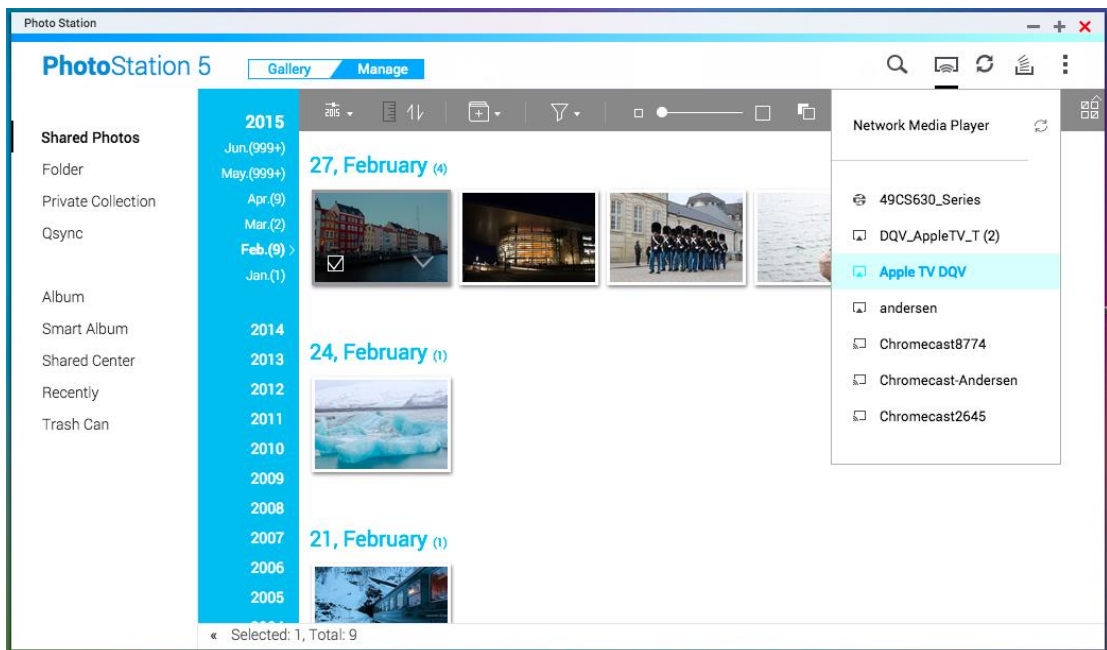 Photo Station
PhotoStation 5
Gallery
Manage
Shared Photos
Folder
Private Collection
Qsync
Album
Smart Album
Shared Center
Recently
Trash Can
2015
Jun.(999+)
May.(999+)
Apr.(9)
Mar.(2)
Feb.(9) >
Jan.(1)
2014
2013
2012
2011
2010
2009
2008
2007
2006
2005
2015
27, February (4)
24, February (1)
21, February (1)
Network Media Player
49CS630_Series
DQV_AppleTV_T (2)
Apple TV DQV
andersen
Chromecast8774
Chromecast-Andersen
Chromecast2645
« Selected: 1, Total: 9